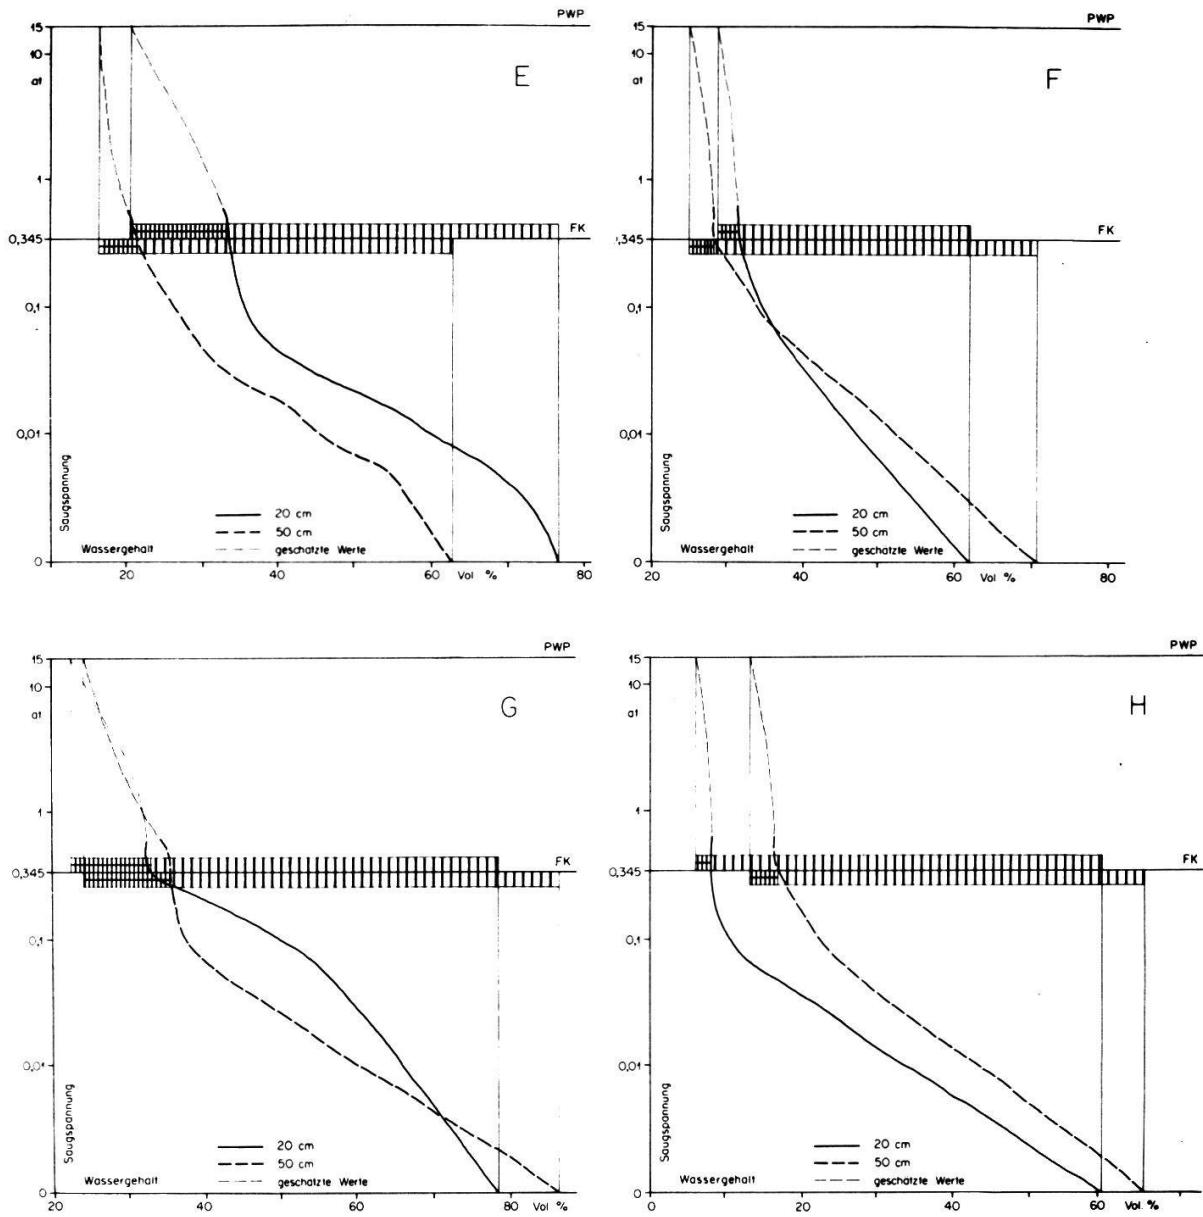 PWP
15
10
at
E
1
FK
0,345
0,1
0,01
Saugspannung
20 cm
50 cm
Wassergehalt
geschätzte Werte
0
20
40
60
Vol %
80
PWP
15
10
at
F
1
FK
0,345
0,1
0,01
Saugspannung
20 cm
50 cm
Wassergehalt
geschätzte Werte
0
20
40
60
Vol %
80
PWP
15
10
at
G
1
FK
0,345
0,1
0,01
Saugspannung
20 cm
50 cm
Wassergehalt
geschätzte Werte
0
20
40
60
Vol %
80
PWP
15
10
at
H
1
FK
0,345
0,1
0,01
Saugspannung
20 cm
50 cm
Wassergehalt
geschätzte Werte
0
0
20
40
60
Vol. %